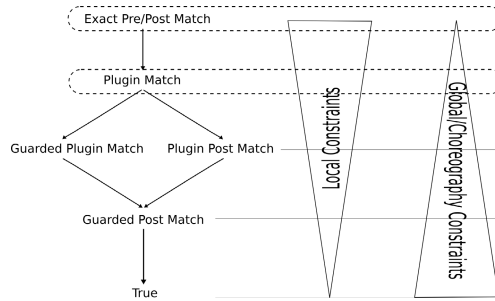 Exact Pre/Post Match
Plugin Match
Guarded Plugin Match
Plugin Post Match
Guarded Post Match
True
Local Constraints
Global/Choreography Constraints